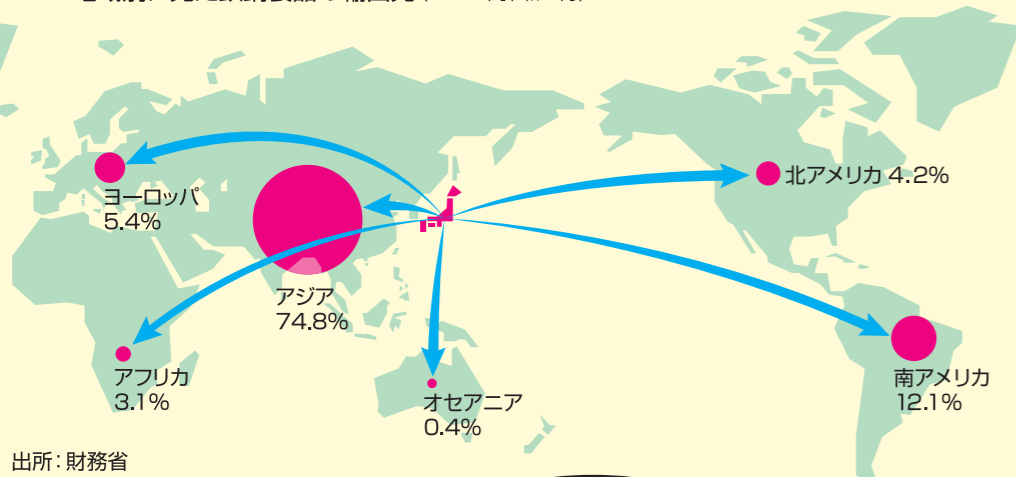 ヨーロッパ
5.4%
アジア
74.8%
北アメリカ 4.2%
アフリカ
3.1%
オセアニア
0.4%
南アメリカ
12.1%
出所:財務省